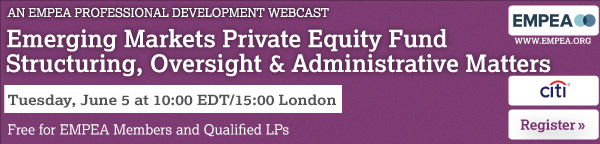 AN EMPEA PROFESSIONAL DEVELOPMENT WEBCAST
Emerging Markets Private Equity Fund
Structuring, Oversight & Administrative Matters
Tuesday, June 5 at 10:00 EDT/15:00 London
Free for EMPEA Members and Qualified LPs
EMPEA
WWW.EMPEA.ORG
citi
Register »